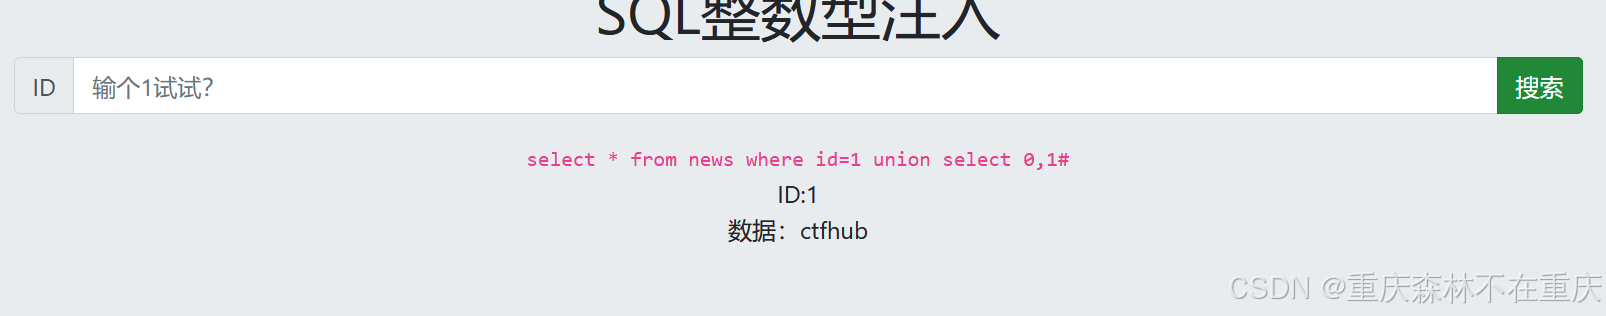 SQL整数型注入
ID 输个1试试？ 搜索
select * from news where id=1 union select 0,1#
ID:1
数据：ctfhub
CSDN @重庆森林不在重庆